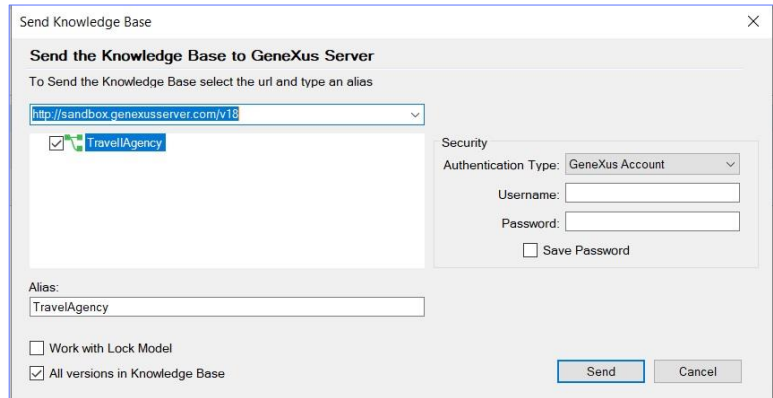 Send Knowledge Base
Send the Knowledge Base to GeneXus Server
To Send the Knowledge Base select the url and type an alias
http://sandbox.genexusserver.com/v18
TravellAgency
Security
Authentication Type: GeneXus Account
Username:
Password:
Save Password
Alias:
TravelAgency
Work with Lock Model
All versions in Knowledge Base
Send Cancel